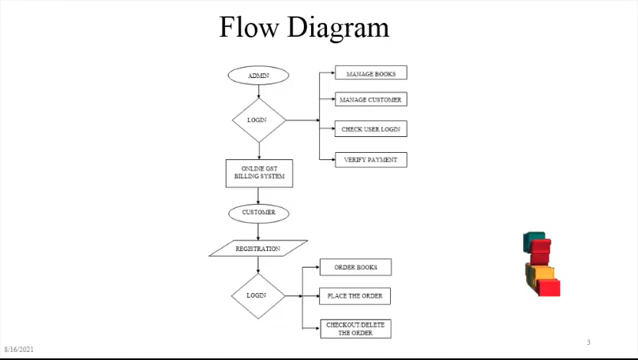 Flow Diagram
ADMIN
MANAGE BOOKS
MANAGE CUSTOMER
LOGIN
CHECK USER LOGIN
VERIFY PAYMENT
ONLINE GST
BILLING SYSTEM
CUSTOMER
REGISTRATION
ORDER BOOKS
LOGIN
PLACE THE ORDER
CHECKOUT/DELETE
THE ORDER
8/16/2021
3